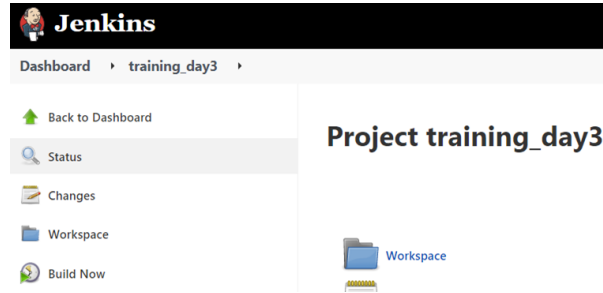 Jenkins
Dashboard training_day3
Back to Dashboard
Status
Changes
Workspace
Build Now
Project training_day3
Workspace